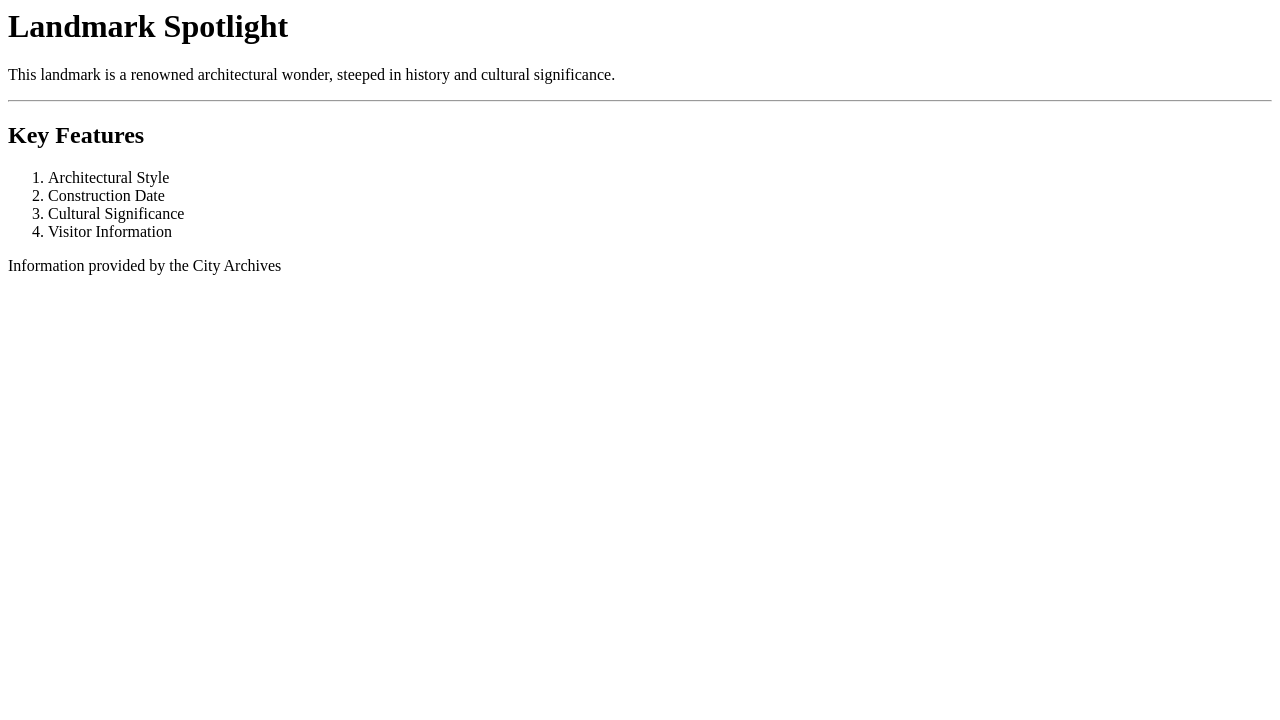 Landmark Spotlight
This landmark is a renowned architectural wonder, steeped in history and cultural significance.
Key Features
1. Architectural Style
2. Construction Date
3. Cultural Significance
4. Visitor Information
Information provided by the City Archives